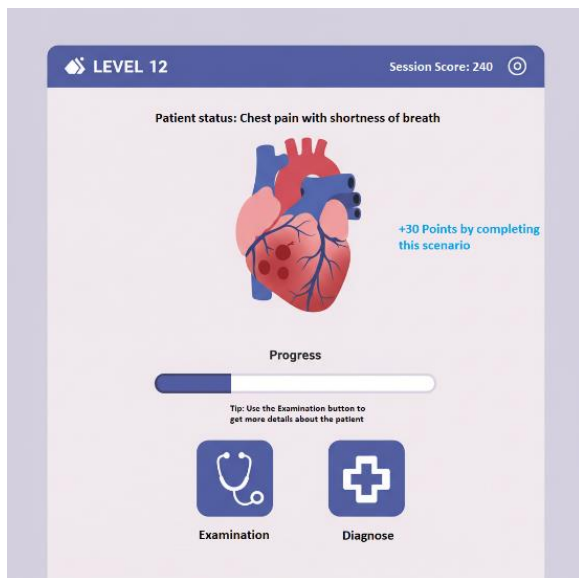 LEVEL 12
Session Score: 240
Patient status: Chest pain with shortness of breath
+30 Points by completing
this scenario
Progress
Tip: Use the Examination button to
get more details about the patient
Examination
Diagnose